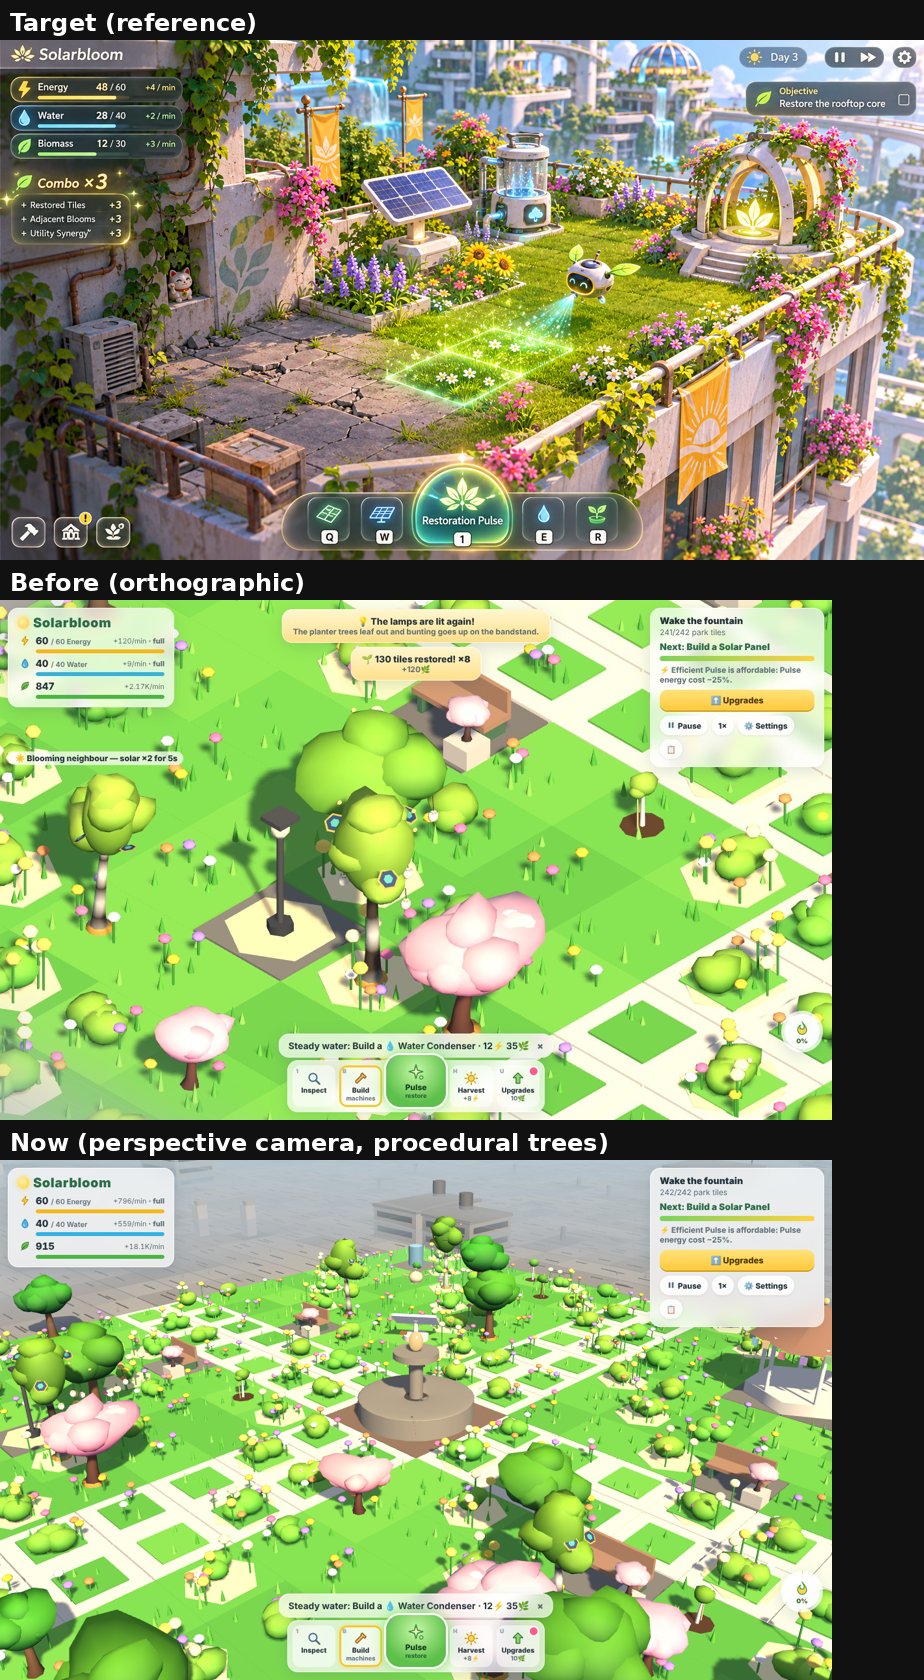 Target (reference)
Solarbloom
Day 3
Energy 48 / 60 +4 / min
Water 28 / 40 +2 / min
Biomass 12 / 30 +3 / min
Objective
Restore the rooftop core
Combo ×3
+ Restored Tiles +3
+ Adjacent Blooms +3
+ Utility Synergy +3
!
Restoration Pulse
Q W 1 E R
Before (orthographic)
Solarbloom
60 / 60 Energy +120/min · full
40 / 40 Water +9/min · full
847 +2.17K/min
The lamps are lit again!
The planter trees leaf out and bunting goes up on the bandstand.
130 tiles restored! ×8
+120
Wake the fountain
241/242 park tiles
Next: Build a Solar Panel
Efficient Pulse is affordable: Pulse
energy cost −25%.
Upgrades
Pause 1× Settings
Blooming neighbour — solar ×2 for 5s
0%
Steady water: Build a Water Condenser · 12 35 ×
1 B H U
Inspect Build Pulse Harvest Upgrades
machines restore +8 10
Now (perspective camera, procedural trees)
Solarbloom
60 / 60 Energy +796/min · full
40 / 40 Water +559/min · full
915 +18.1K/min
Wake the fountain
242/242 park tiles
Next: Build a Solar Panel
Efficient Pulse is affordable: Pulse
energy cost −25%.
Upgrades
Pause 1× Settings
0%
Steady water: Build a Water Condenser · 12 35 ×
1 B H U
Inspect Build Pulse Harvest Upgrades
machines restore +8 10